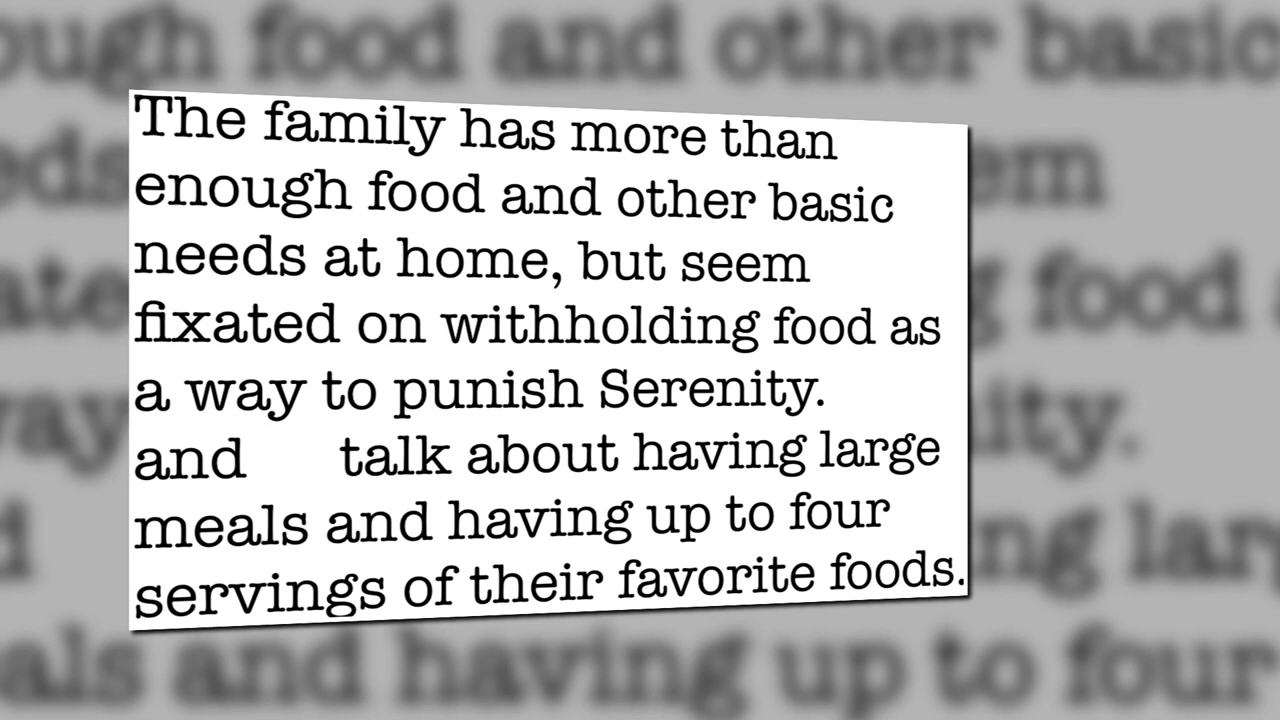 The family has more than
enough food and other basic
needs at home, but seem
fixated on withholding food as
a way to punish Serenity.
and talk about having large
meals and having up to four
servings of their favorite foods.